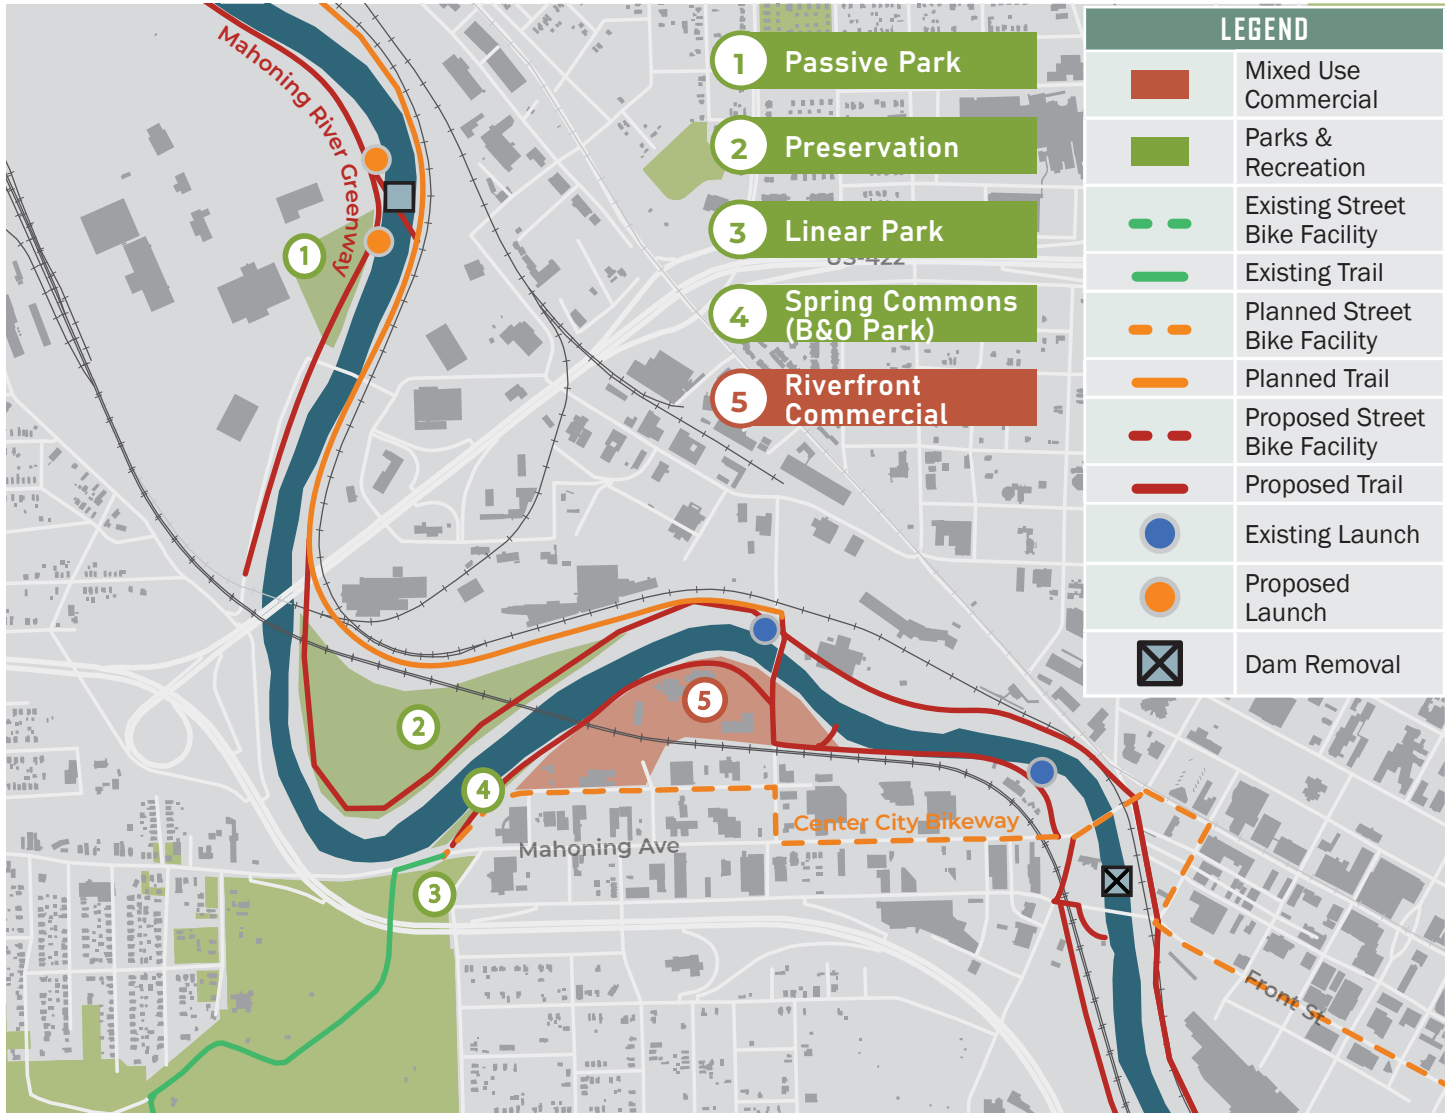 Mahoning River Greenway
1 Passive Park
2 Preservation
3 Linear Park
US-422
4 Spring Commons
(B&O Park)
5 Riverfront
Commercial
LEGEND
Mixed Use
Commercial
Parks &
Recreation
Existing Street
Bike Facility
Existing Trail
Planned Street
Bike Facility
Planned Trail
Proposed Street
Bike Facility
Proposed Trail
Existing Launch
Proposed
Launch
Dam Removal
1
2
5
4
Center City Bikeway
Mahoning Ave
3
Front St